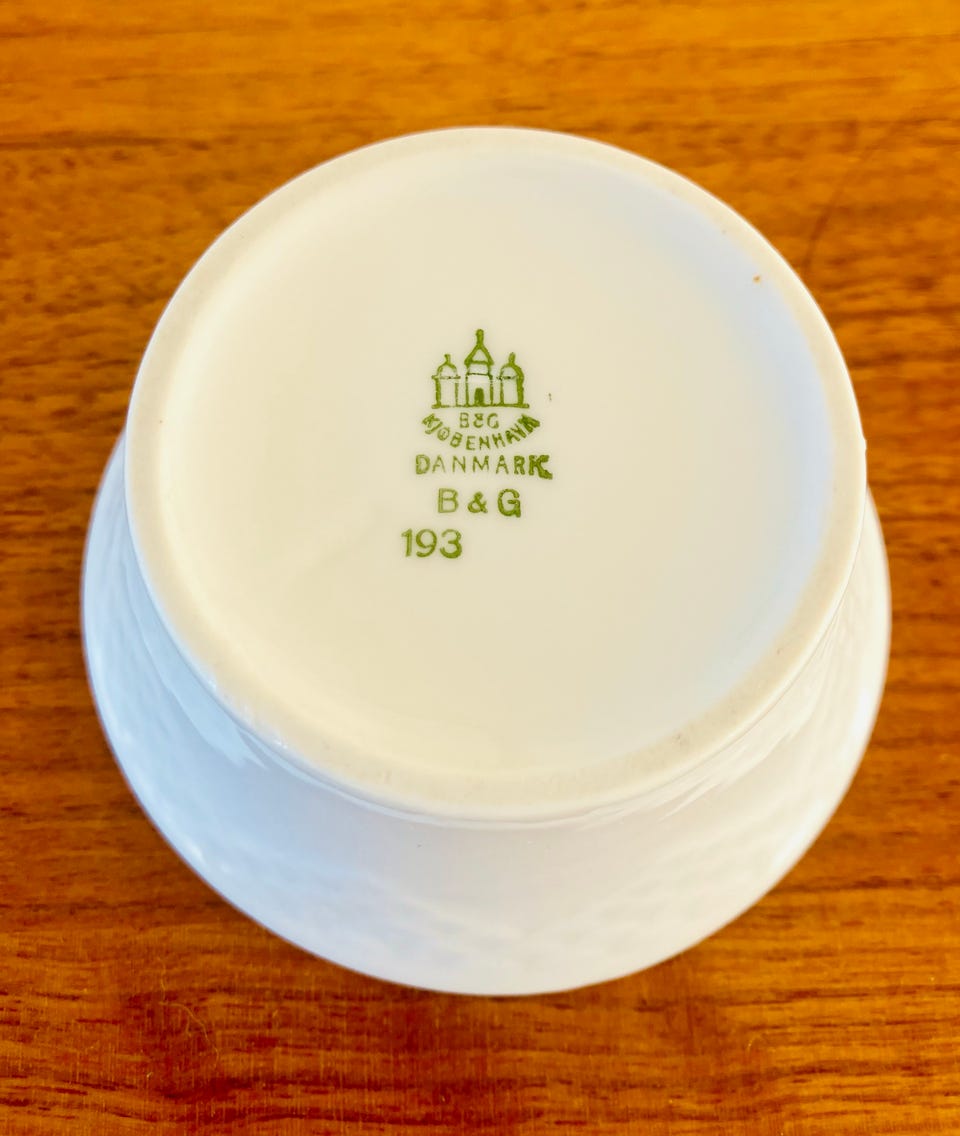 B&G
KJØBENHAVN
DANMARK
B & G
193